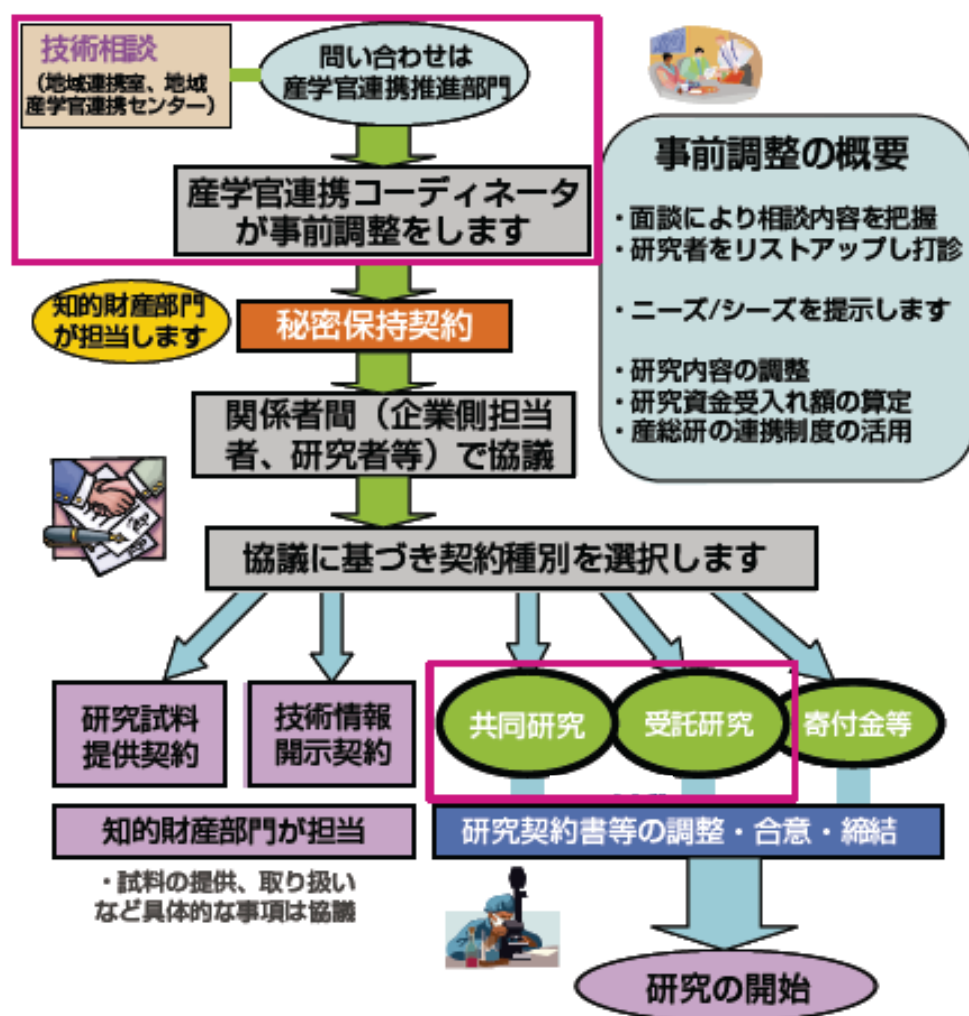 技術相談
（地域連携室、地域
産学官連携センター）
問い合わせは
産学官連携推進部門
産学官連携コーディネータ
が事前調整をします
事前調整の概要
・面談により相談内容を把握
・研究者をリストアップし打診
・ニーズ/シーズを提示します
・研究内容の調整
・研究資金受入れ額の算定
・産総研の連携制度の活用
知的財産部門
が担当します
秘密保持契約
関係者間（企業側担当
者、研究者等）で協議
協議に基づき契約種別を選択します
研究試料
提供契約
技術情報
開示契約
共同研究
受託研究
寄付金等
知的財産部門が担当
・試料の提供、取り扱い
など具体的な事項は協議
研究契約書等の調整・合意・締結
研究の開始